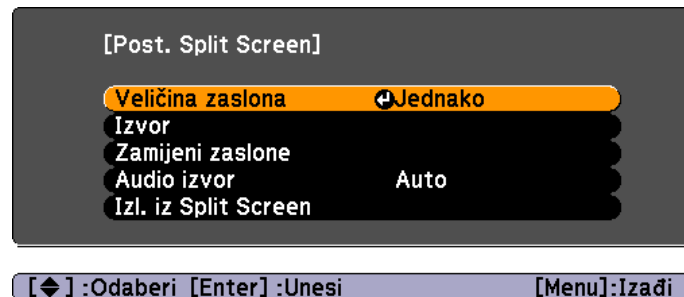 [Post. Split Screen]
Veličina zaslona Jednako
Izvor
Zamijeni zaslone
Audio izvor Auto
Izl. iz Split Screen
[◆] :Odaberi [Enter] :Unesi [Menu]:Izađi